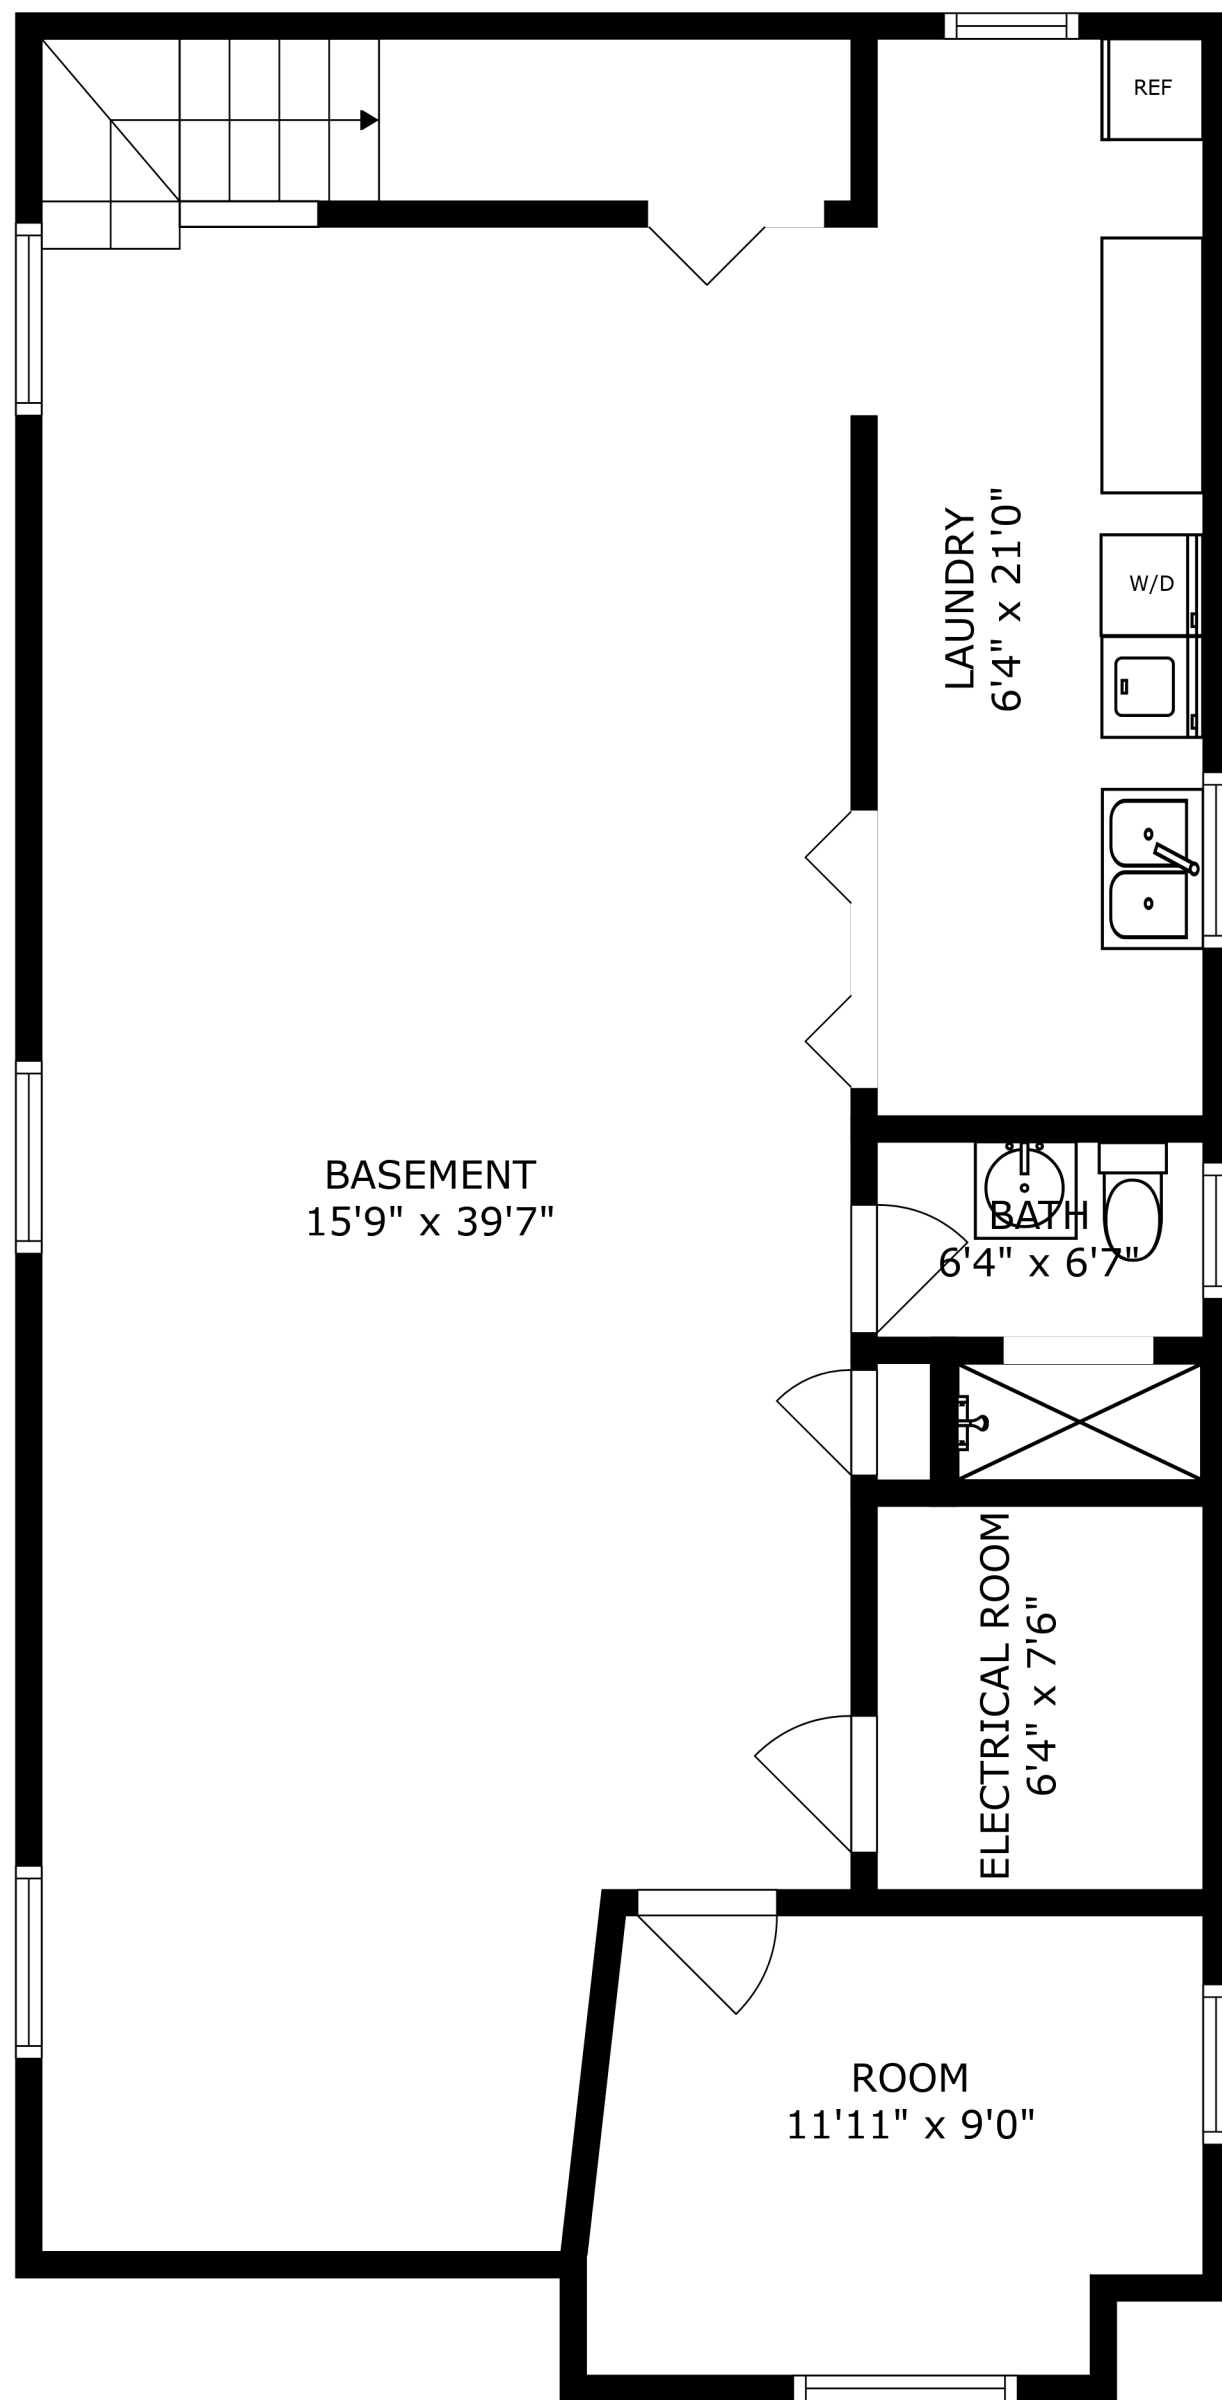 REF
LAUNDRY
6'4" x 21'0"
W/D
BASEMENT
15'9" x 39'7"
BATH
6'4" x 6'7"
ELECTRICAL ROOM
6'4" x 7'6"
ROOM
11'11" x 9'0"